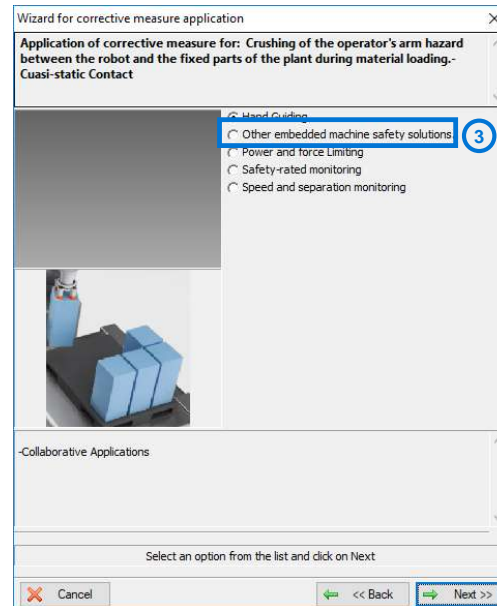 Wizard for corrective measure application
Application of corrective measure for: Crushing of the operator's arm hazard
between the robot and the fixed parts of the plant during material loading.-
Cuasi-static Contact
Hand Guiding
Other embedded machine safety solutions.
3
Power and force Limiting
Safety-rated monitoring
Speed and separation monitoring
-Collaborative Applications
Select an option from the list and click on Next
Cancel
<< Back
Next >>